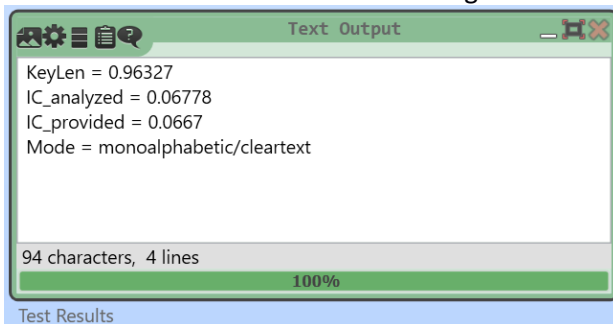 Text Output
KeyLen = 0.96327
IC_analyzed = 0.06778
IC_provided = 0.0667
Mode = monoalphabetic/cleartext
94 characters, 4 lines
100%
Test Results